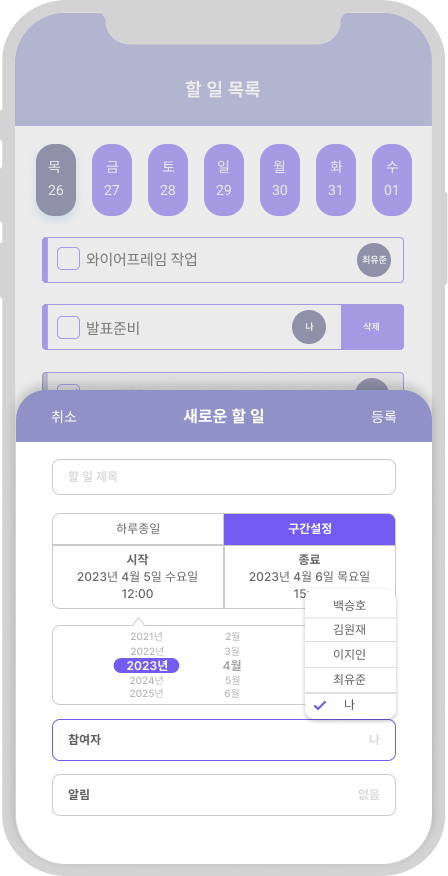 할 일 목록
목 금 토 일 월 화 수
26 27 28 29 30 31 01
와이어프레임 작업 최유준
발표준비 나 삭제
취소 새로운 할 일 등록
할 일 제목
하루종일 구간설정
시작 종료
2023년 4월 5일 수요일 2023년 4월 6일 목요일
12:00 15:
백승호
김원재
이지인
최유준
나
2021년 2월
2022년 3월
2023년 4월
2024년 5월
2025년 6월
참여자 나
알림 없음